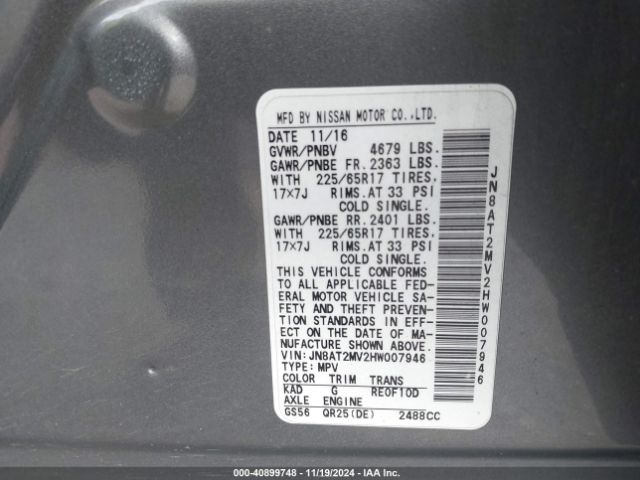 MFD BY NISSAN MOTOR CO.,LTD.
DATE 11/16
GVWR/PNBV 4679 LBS.
GAWR/PNBE FR. 2363 LBS.
WITH 225/65R17 TIRES.
17×7J RIMS.AT 33 PSI
COLD SINGLE.
GAWR/PNBE RR. 2401 LBS.
WITH 225/65R17 TIRES.
17×7J RIMS.AT 33 PSI
COLD SINGLE.
THIS VEHICLE CONFORMS
TO ALL APPLICABLE FED-
ERAL MOTOR VEHICLE SA-
FETY AND THEFT PREVEN-
TION STANDARDS IN EFF-
ECT ON THE DATE OF MA-
NUFACTURE SHOWN ABOVE.
VIN:JN8AT2MV2HW007946
TYPE:MPV
COLOR TRIM TRANS
KAD G RE0F10D
AXLE ENGINE
GS56 QR25(DE) 2488CC
JN8AT2MV2HW007946
000-40899748 - 11/19/2024 - IAA Inc.